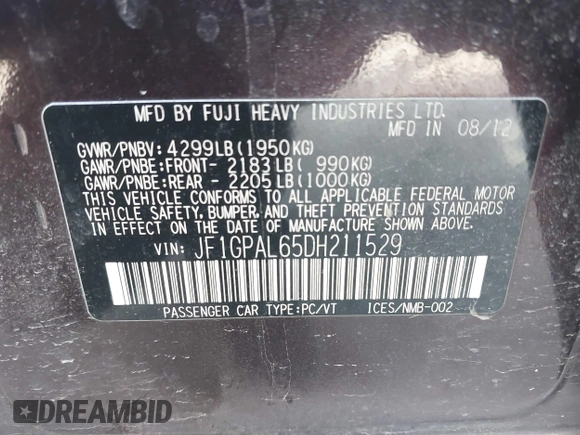 MFD BY FUJI HEAVY INDUSTRIES LTD.
MFD IN 08/12
GVWR/PNBV: 4299LB(1950KG)
GAWR/PNBE:FRONT- 2183LB( 990KG)
GAWR/PNBE:REAR - 2205LB(1000KG)
THIS VEHICLE CONFORMS TO ALL APPLICABLE FEDERAL MOTOR
VEHICLE SAFETY, BUMPER, AND THEFT PREVENTION STANDARDS
IN EFFECT ON THE DATE OF MANUFACTURE SHOWN ABOVE.
VIN: JF1GPAL65DH211529
PASSENGER CAR TYPE:PC/VT ICES/NMB-002
DREAMBID